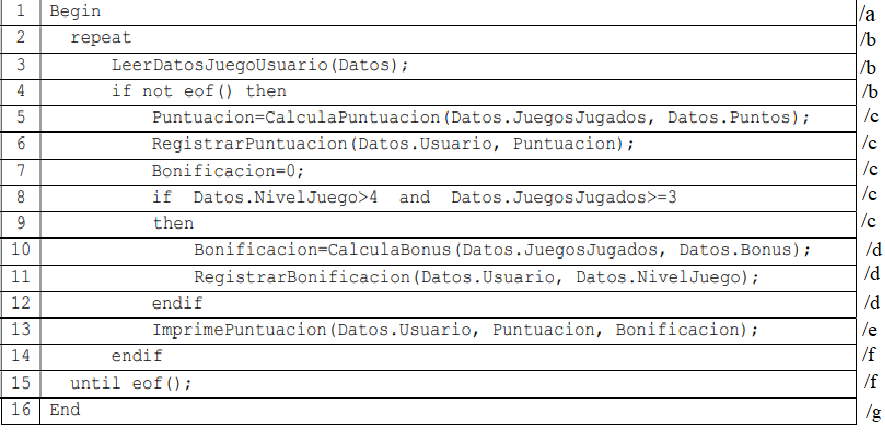 1 Begin /a
2 repeat /b
3 LeerDatosJuegoUsuario(Datos); /b
4 if not eof() then /b
5 Puntuacion=CalculaPuntuacion(Datos.JuegosJugados, Datos.Puntos); /c
6 RegistrarPuntuacion(Datos.Usuario, Puntuacion); /c
7 Bonificacion=0; /c
8 if Datos.NivelJuego>4 and Datos.JuegosJugados>=3 /c
9 then /c
10 Bonificacion=CalculaBonus(Datos.JuegosJugados, Datos.Bonus); /d
11 RegistrarBonificacion(Datos.Usuario, Datos.NivelJuego); /d
12 endif /d
13 ImprimePuntuacion(Datos.Usuario, Puntuacion, Bonificacion); /e
14 endif /f
15 until eof(); /f
16 End /g